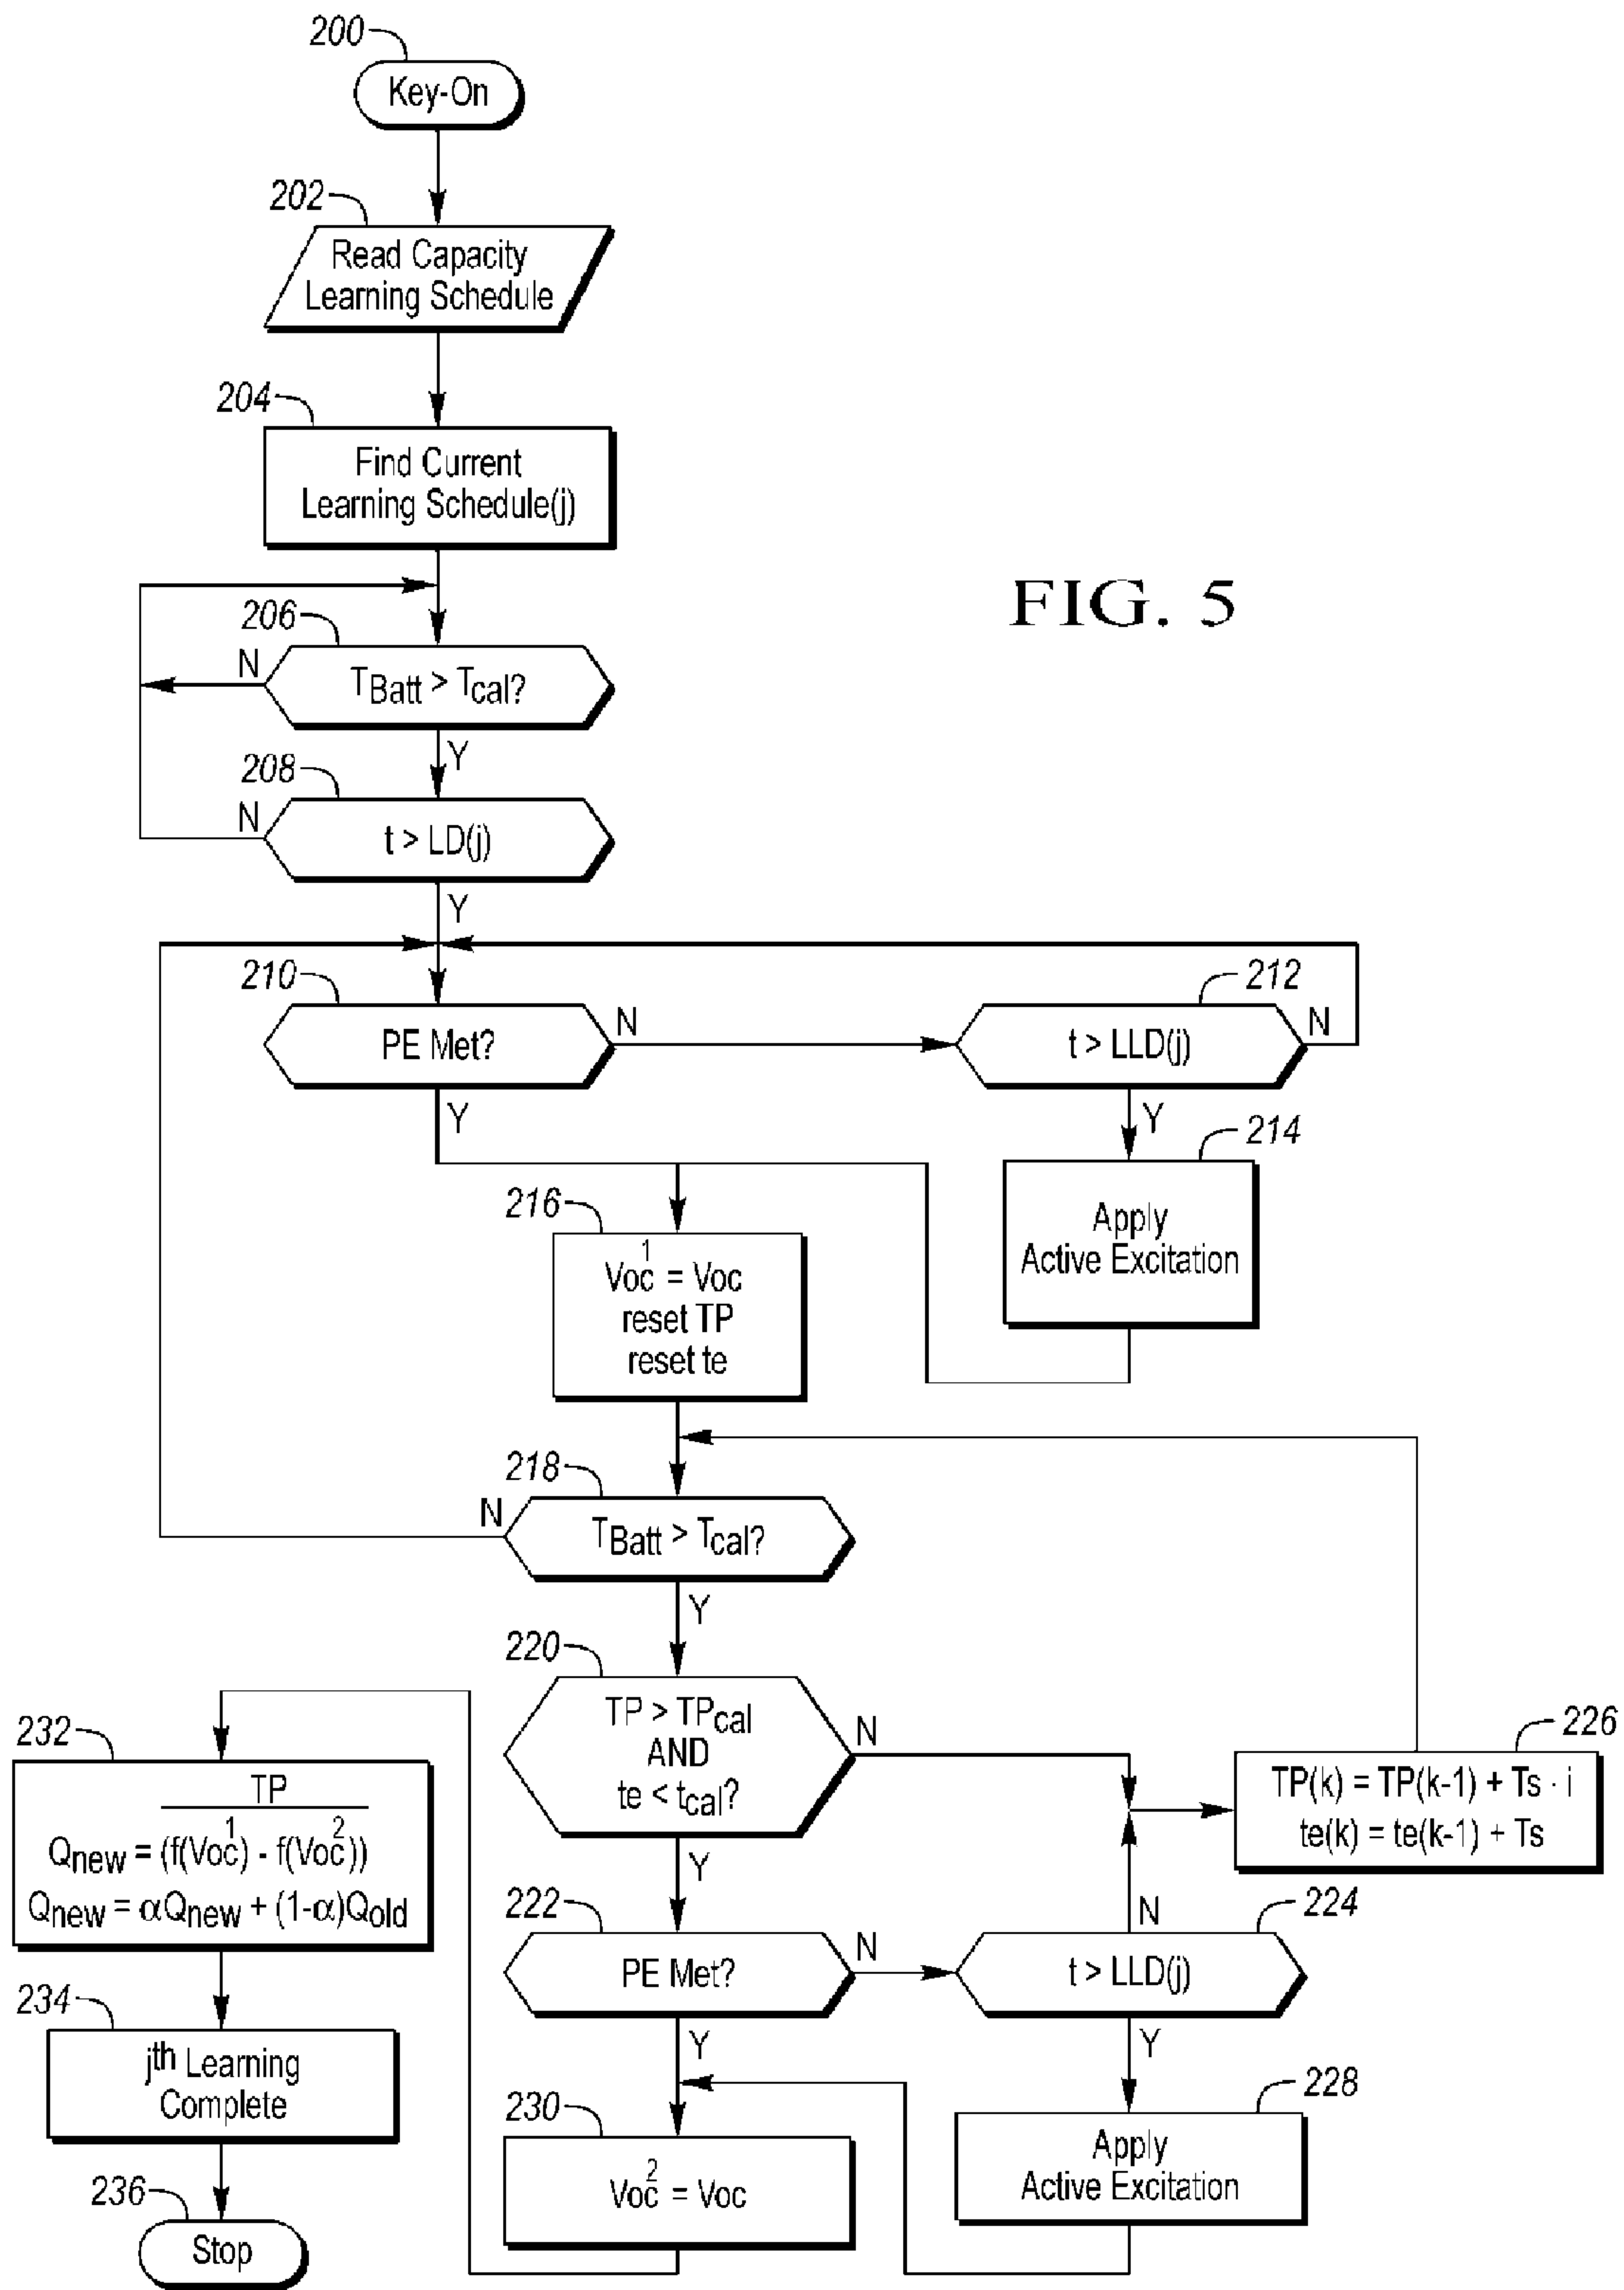 200
Key-On
202
Read Capacity
Learning Schedule
204
Find Current
Learning Schedule(j)
FIG. 5
206
N
TBatt > Tcal?
Y
208
N
t > LD(j)
Y
210
PE Met?
N
212
t > LLD(j)
N
Y
Y
214
Apply
Active Excitation
216
Voc¹ = Voc
reset TP
reset te
218
N
TBatt > Tcal?
Y
220
TP > TPcal
AND
te < tcal?
N
Y
226
TP(k) = TP(k-1) + Ts · i
te(k) = te(k-1) + Ts
222
PE Met?
N
224
N
t > LLD(j)
Y
Y
228
Apply
Active Excitation
230
Voc² = Voc
232
TP
Qnew = (f(Voc¹) - f(Voc²))
Qnew = αQnew + (1-α)Qold
234
jth Learning
Complete
236
Stop